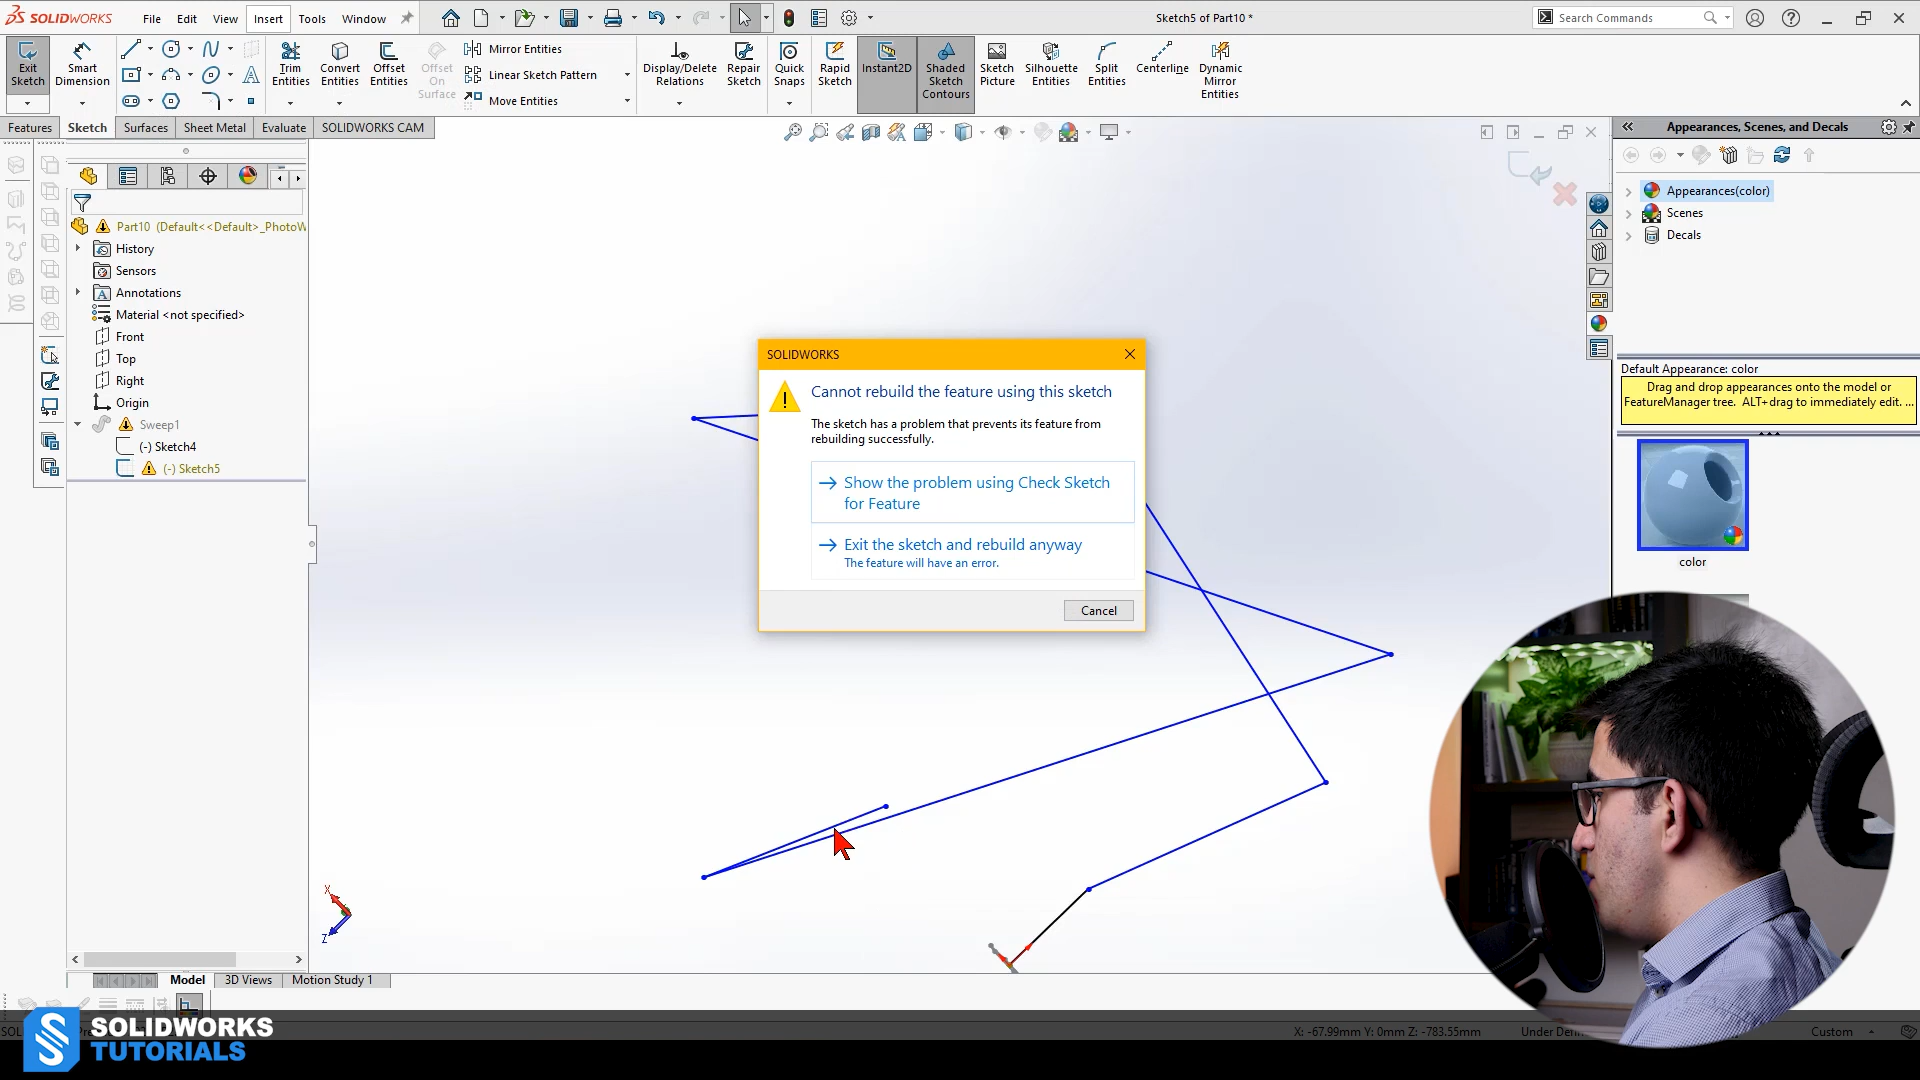 SOLIDWORKS
File Edit View Insert Tools Window
Sketch5 of Part10 *
Search Commands
Exit Sketch
Smart Dimension
Trim Entities
Convert Entities
Offset Entities
Offset On Surface
Mirror Entities
Linear Sketch Pattern
Move Entities
Display/Delete Relations
Repair Sketch
Quick Snaps
Rapid Sketch
Instant2D
Shaded Sketch Contours
Sketch Picture
Silhouette Entities
Split Entities
Centerline
Dynamic Mirror Entities
Features Sketch Surfaces Sheet Metal Evaluate SOLIDWORKS CAM
Part10 (Default<<Default>_PhotoW
History
Sensors
Annotations
Material <not specified>
Front
Top
Right
Origin
Sweep1
(-) Sketch4
(-) Sketch5
SOLIDWORKS
Cannot rebuild the feature using this sketch
The sketch has a problem that prevents its feature from
rebuilding successfully.
Show the problem using Check Sketch
for Feature
Exit the sketch and rebuild anyway
The feature will have an error.
Cancel
Appearances, Scenes, and Decals
Appearances(color)
Scenes
Decals
Default Appearance: color
Drag and drop appearances onto the model or
FeatureManager tree. ALT+drag to immediately edit. ...
color
X
Z
Model 3D Views Motion Study 1
X: -67.99mm Y: 0mm Z: -783.55mm
Under
Custom
SOLIDWORKS
TUTORIALS